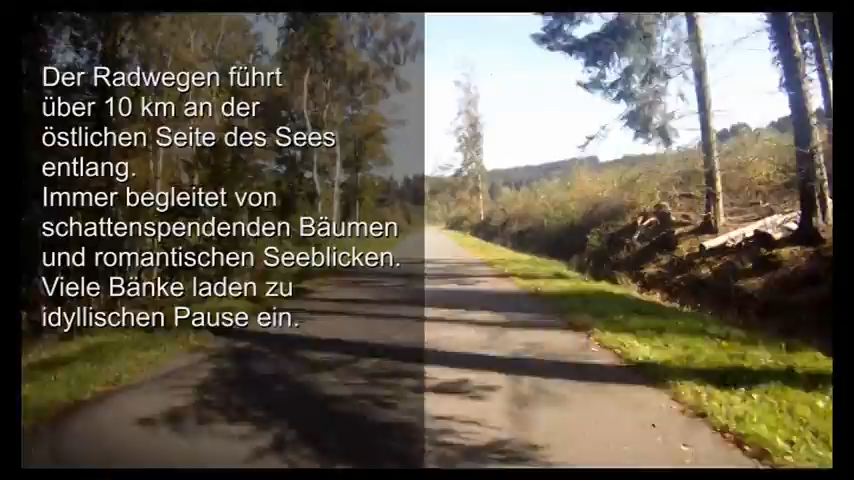 Der Radwegen führt
über 10 km an der
östlichen Seite des Sees
entlang.
Immer begleitet von
schattenspendenden Bäumen
und romantischen Seeblicken.
Viele Bänke laden zu
idyllischen Pause ein.